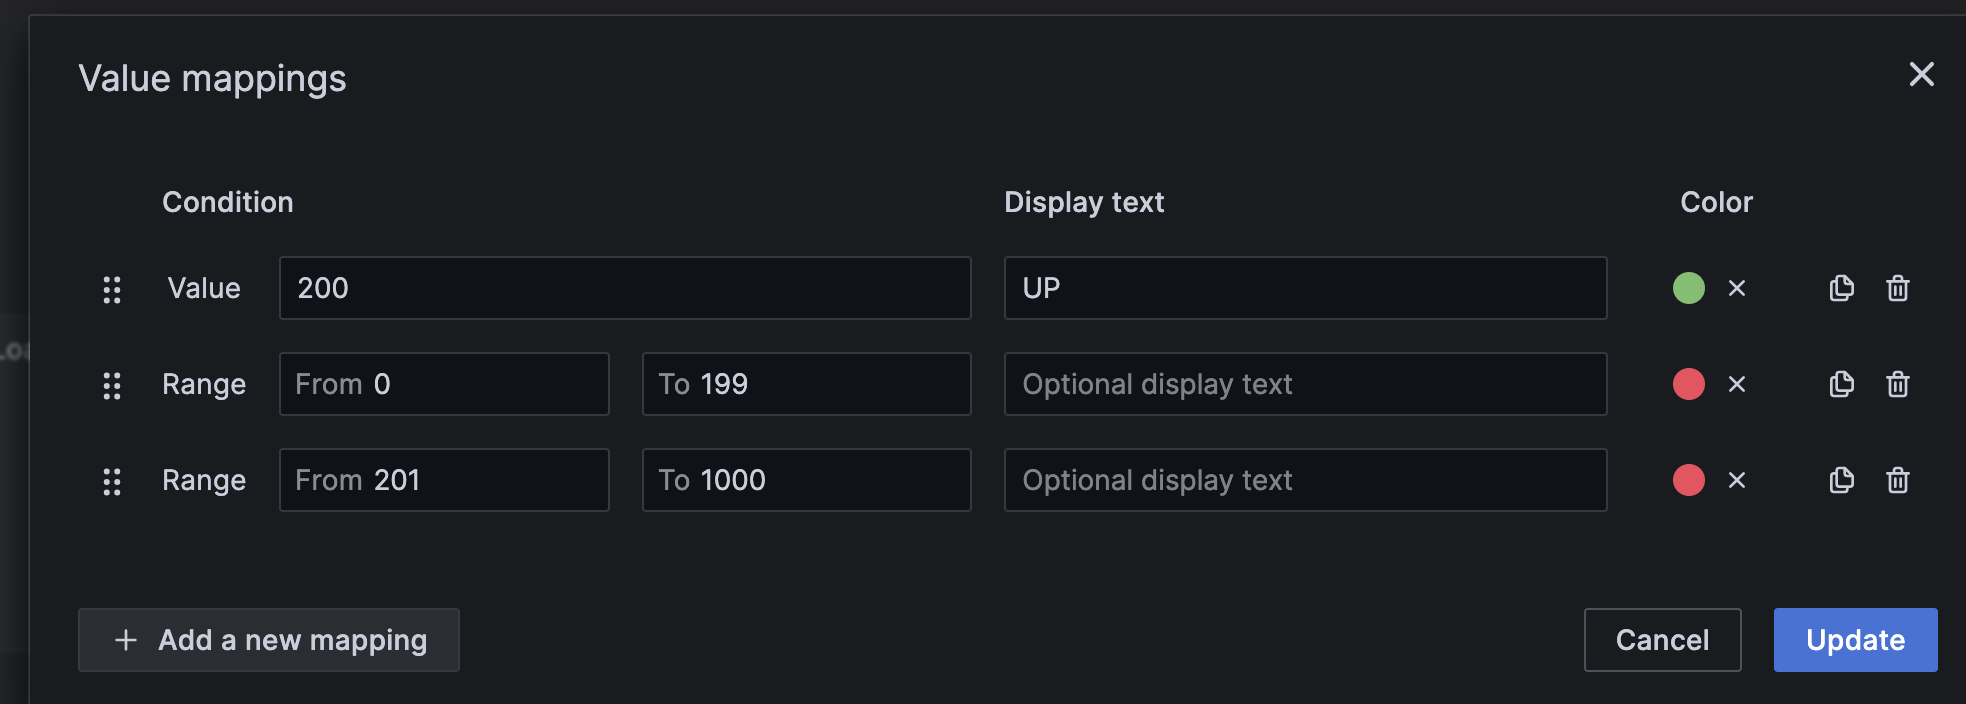 Value mappings
Condition Display text Color
Value 200 UP
Range From 0 To 199 Optional display text
Range From 201 To 1000 Optional display text
Add a new mapping Cancel Update